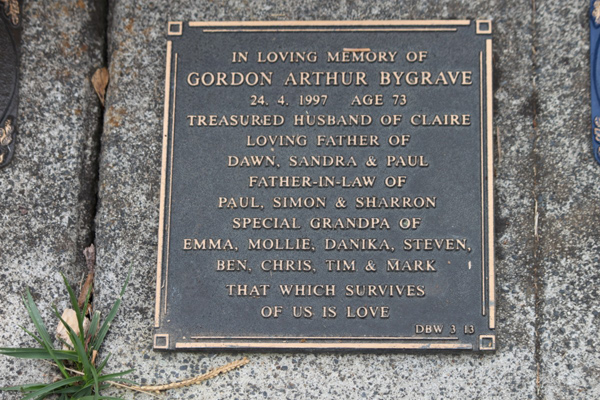 IN LOVING MEMORY OF
GORDON ARTHUR BYGRAVE
24. 4. 1997 AGE 73
TREASURED HUSBAND OF CLAIRE
LOVING FATHER OF
DAWN, SANDRA & PAUL
FATHER-IN-LAW OF
PAUL, SIMON & SHARRON
SPECIAL GRANDPA OF
EMMA, MOLLIE, DANIKA, STEVEN,
BEN, CHRIS, TIM & MARK
THAT WHICH SURVIVES
OF US IS LOVE
DBW 3 13